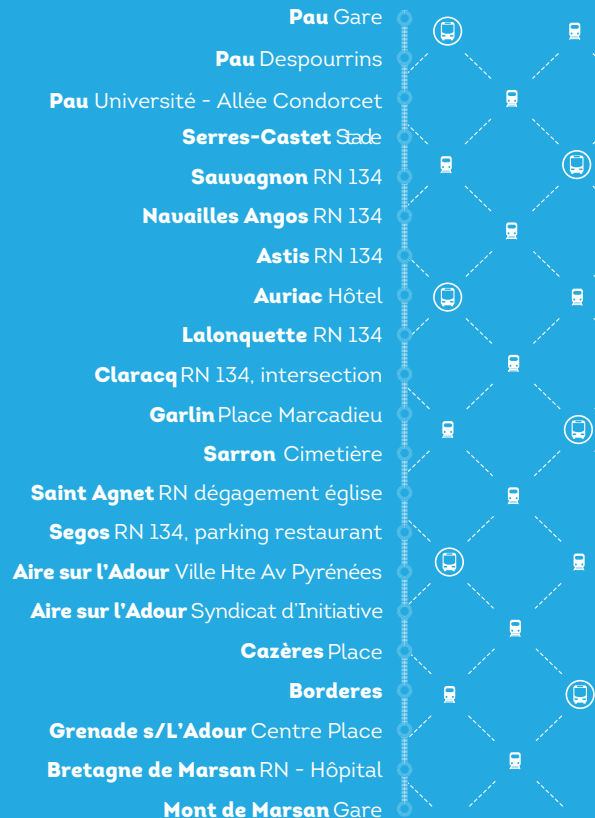 Pau Gare
Pau Despourrins
Pau Université - Allée Condorcet
Serres-Castet Stade
Sauvagnon RN 134
Navailles Angos RN 134
Astis RN 134
Auriac Hôtel
Lalonquette RN 134
Claracq RN 134, intersection
Garlin Place Marcadieu
Sarron Cimetière
Saint Agnet RN dégagement église
Segos RN 134, parking restaurant
Aire sur l'Adour Ville Hte Av Pyrénées
Aire sur l'Adour Syndicat d'Initiative
Cazères Place
Borderes
Grenade s/L'Adour Centre Place
Bretagne de Marsan RN - Hôpital
Mont de Marsan Gare